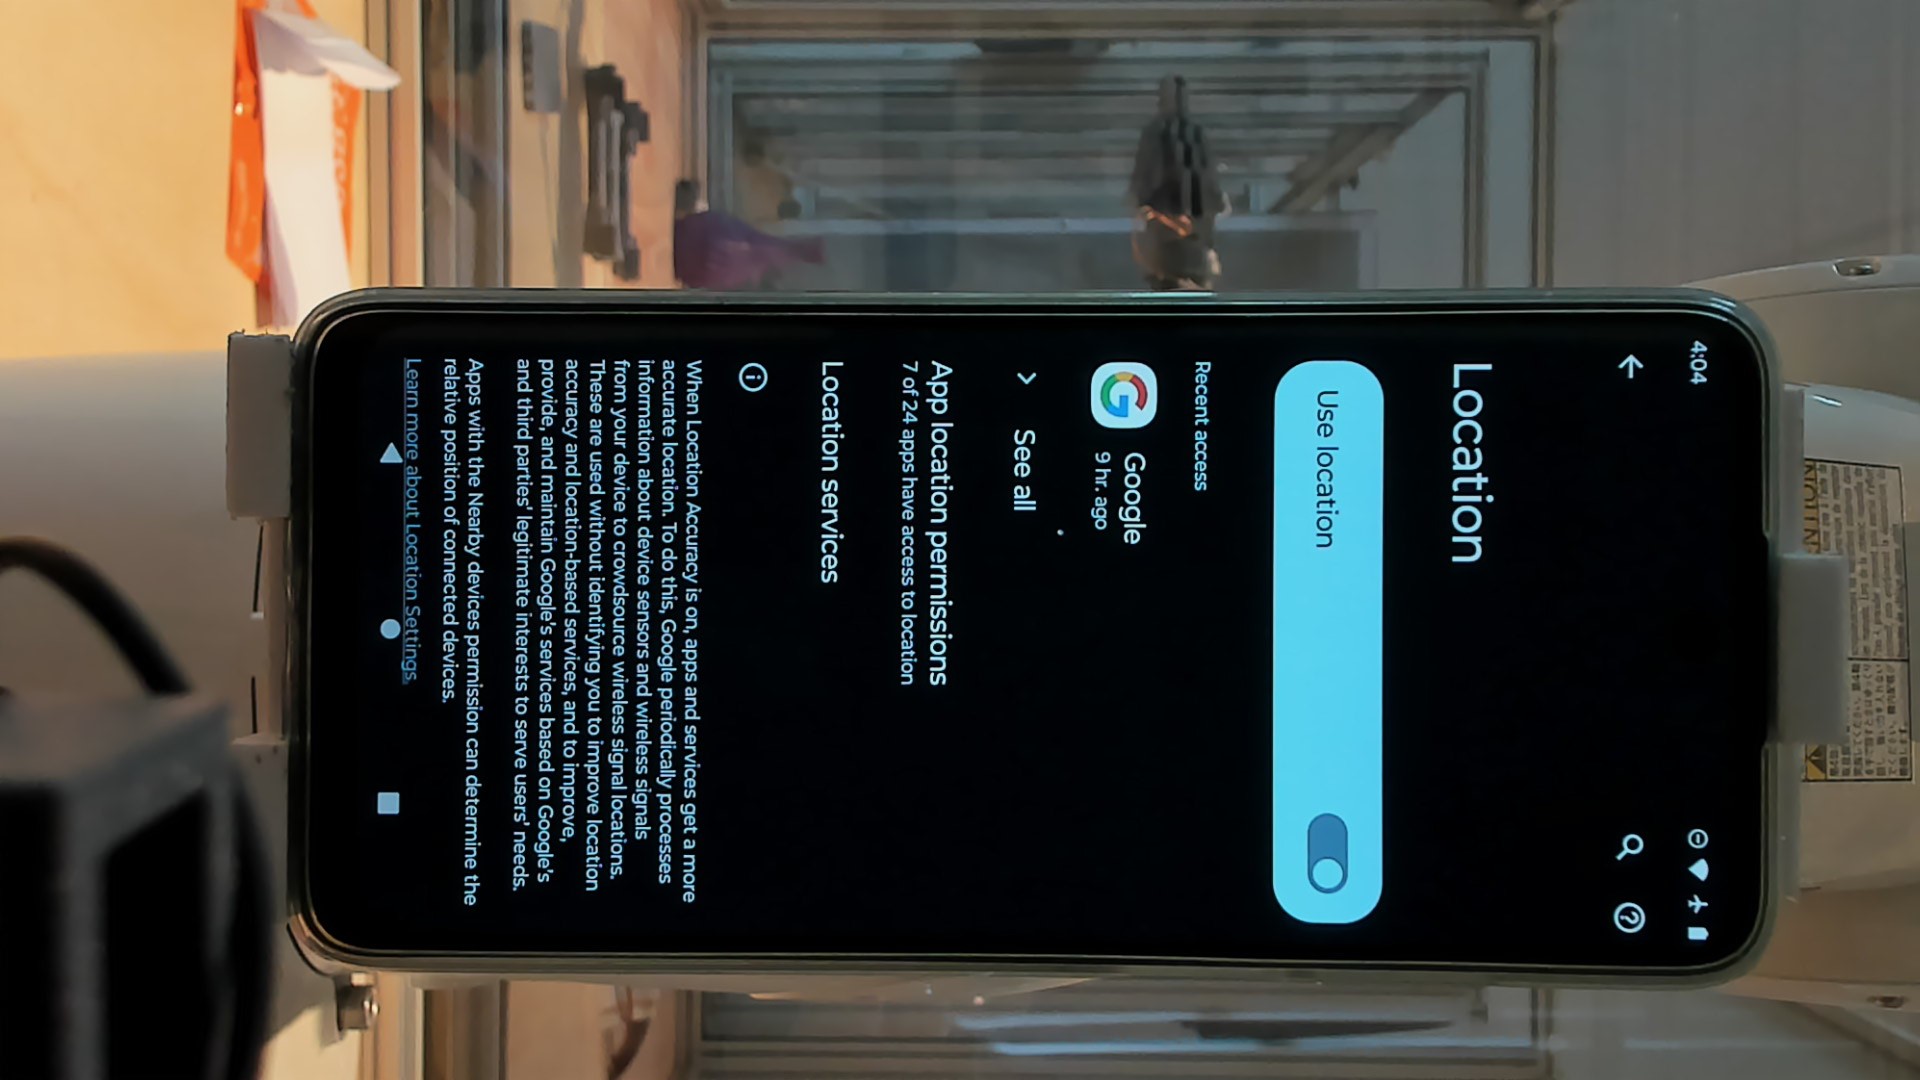 4:04
Location
Use location
Recent access
Google
9 hr. ago
See all
App location permissions
7 of 24 apps have access to location
Location services
When Location Accuracy is on, apps and services get a more
accurate location. To do this, Google periodically processes
information about device sensors and wireless signals
from your device to crowdsource wireless signal locations.
These are used without identifying you to improve location
accuracy and location-based services, and to improve,
provide, and maintain Google's services based on Google's
and third parties' legitimate interests to serve users' needs.
Apps with the Nearby devices permission can determine the
relative position of connected devices.
Learn more about Location Settings.